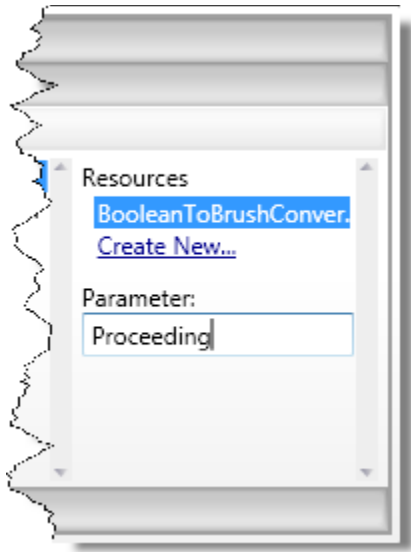 Resources
BooleanToBrushConver.
Create New...
Parameter:
Proceeding